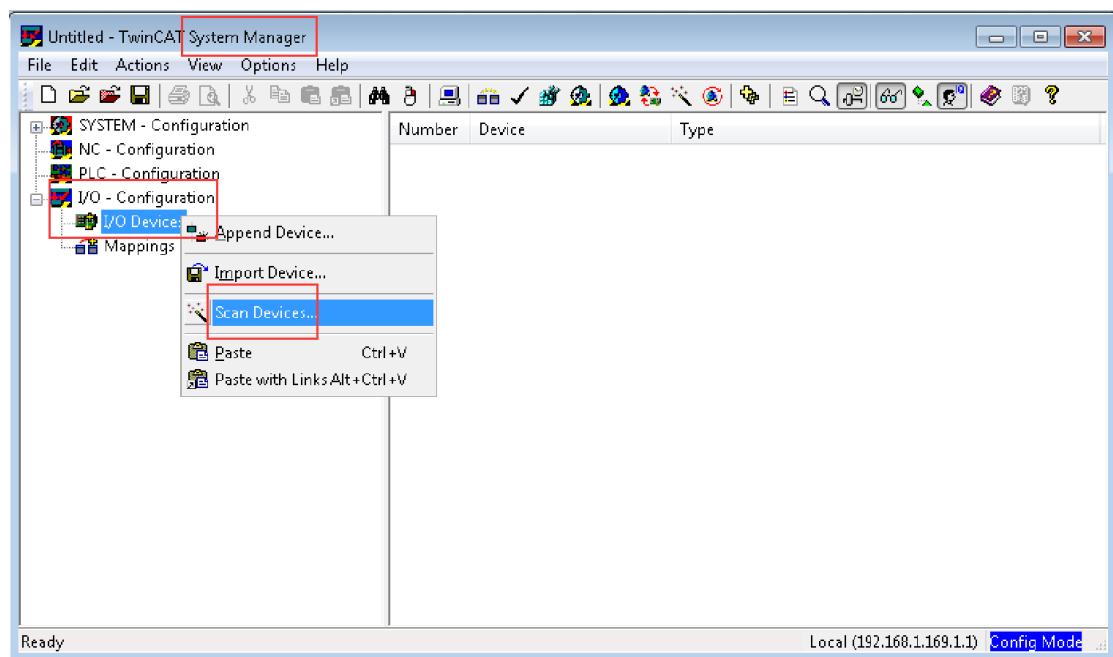 Untitled - TwinCAT System Manager
File Edit Actions View Options Help
SYSTEM - Configuration
NC - Configuration
PLC - Configuration
I/O - Configuration
I/O Devices
Mappings
Number Device Type
Append Device...
Import Device...
Scan Devices...
Paste Ctrl+V
Paste with Links Alt+Ctrl+V
Ready Local (192.168.1.169.1.1) Config Mode